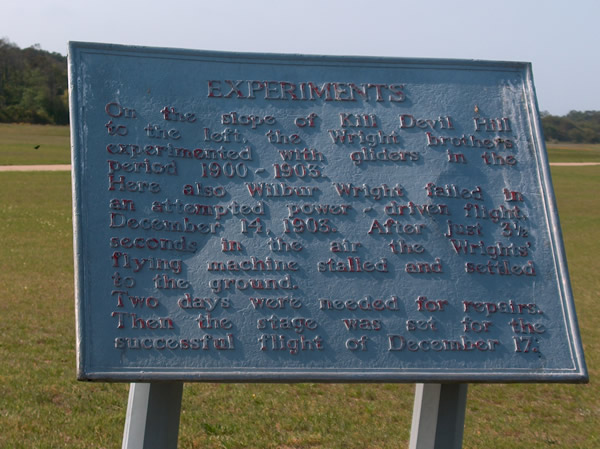 EXPERIMENTS
On the slope of Kill Devil Hill
to the left, the Wright brothers
experimented with gliders in the
period 1900-1903.
Here also Wilbur Wright failed in
an attempted power-driven flight,
December 14, 1903. After just 3½
seconds in the air the Wrights'
flying machine stalled and settled
to the ground.
Two days were needed for repairs.
Then the stage was set for the
successful flight of December 17.